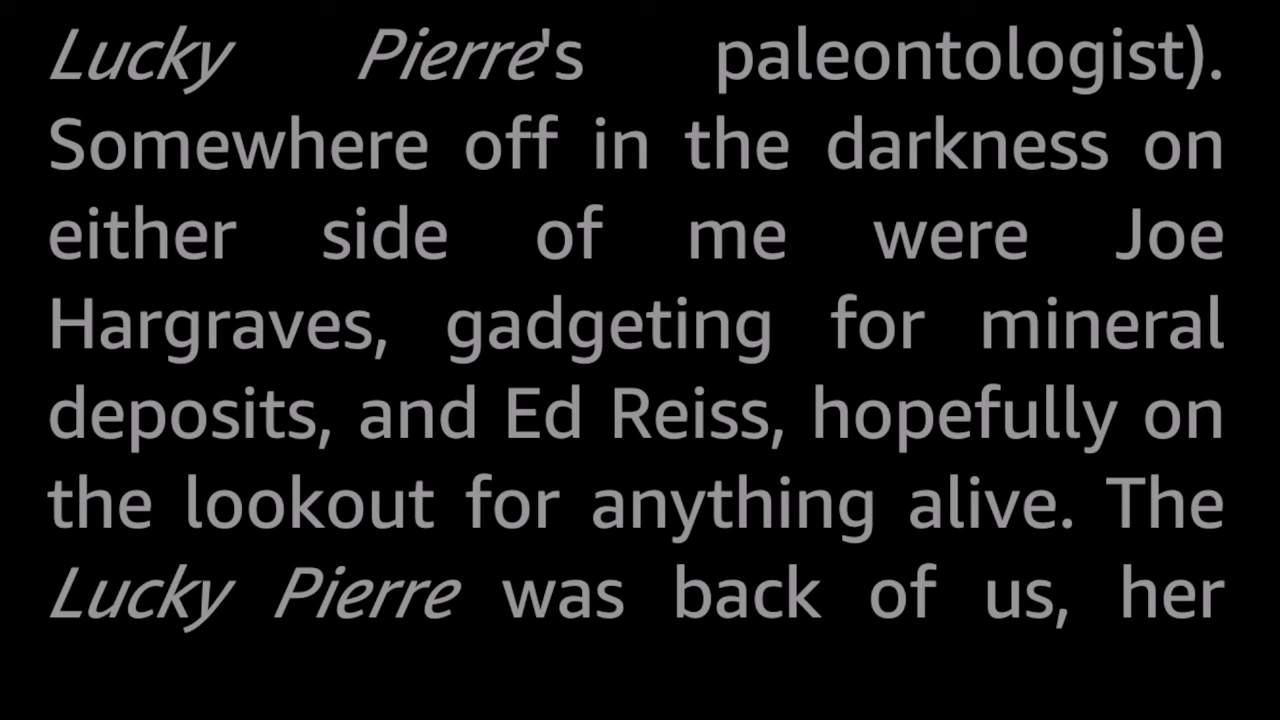 Lucky Pierre's paleontologist).
Somewhere off in the darkness on
either side of me were Joe
Hargraves, gadgeting for mineral
deposits, and Ed Reiss, hopefully on
the lookout for anything alive. The
Lucky Pierre was back of us, her